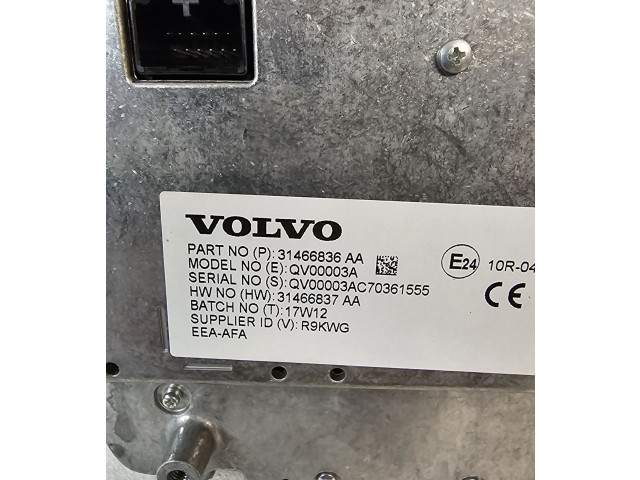 VOLVO
PART NO (P): 31466836 AA
MODEL NO (E): QV00003A
SERIAL NO (S): QV00003AC70361555
HW NO (HW): 31466837 AA
BATCH NO (T): 17W12
SUPPLIER ID (V): R9KWG
EEA-AFA
E24 10R-04
CE